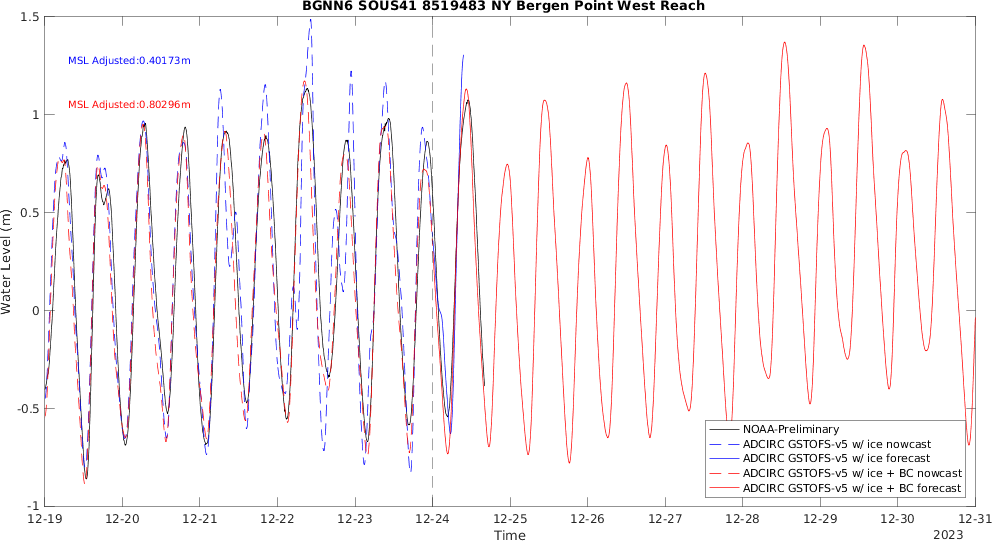 BGNN6 SOUS41 8519483 NY Bergen Point West Reach
MSL Adjusted:0.40173m
MSL Adjusted:0.80296m
Water Level (m)
1.5
1
0.5
0
-0.5
-1
NOAA-Preliminary
ADCIRC GSTOFS-v5 w/ ice nowcast
ADCIRC GSTOFS-v5 w/ ice forecast
ADCIRC GSTOFS-v5 w/ ice + BC nowcast
ADCIRC GSTOFS-v5 w/ ice + BC forecast
12-19 12-20 12-21 12-22 12-23 12-24 12-25 12-26 12-27 12-28 12-29 12-30 12-31
Time
2023